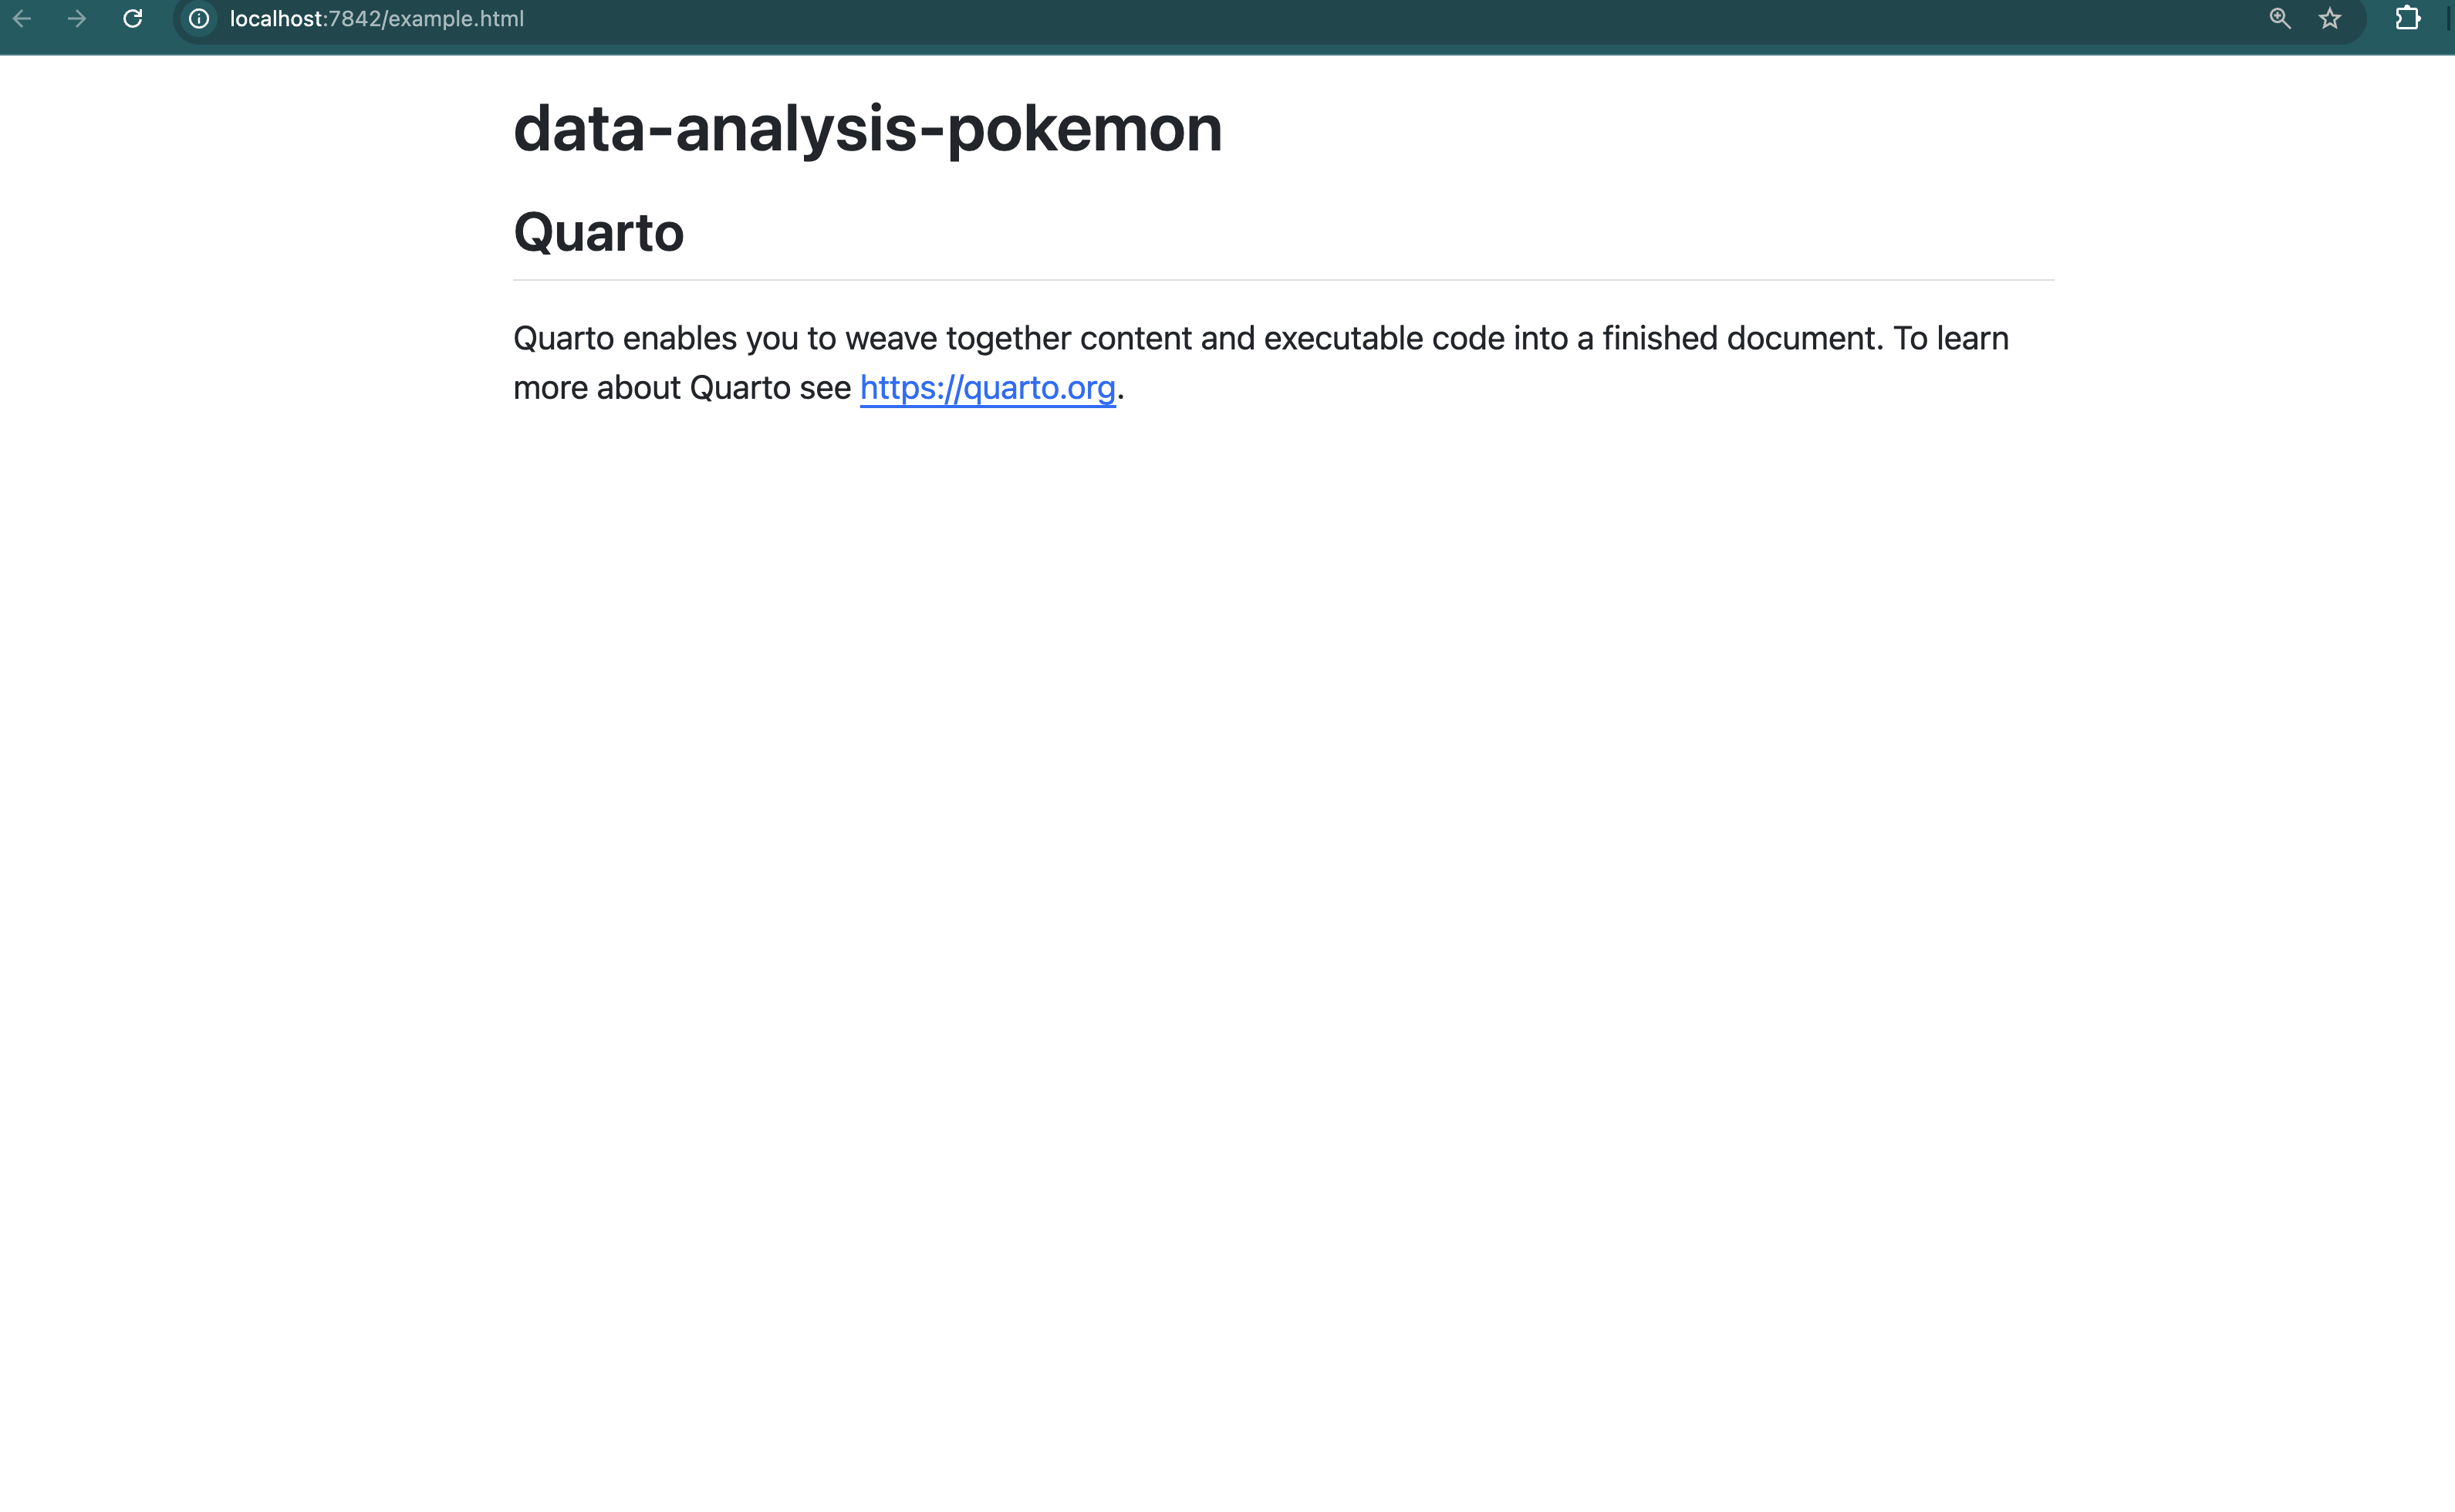 localhost:7842/example.html
data-analysis-pokemon
Quarto
Quarto enables you to weave together content and executable code into a finished document. To learn
more about Quarto see https://quarto.org.